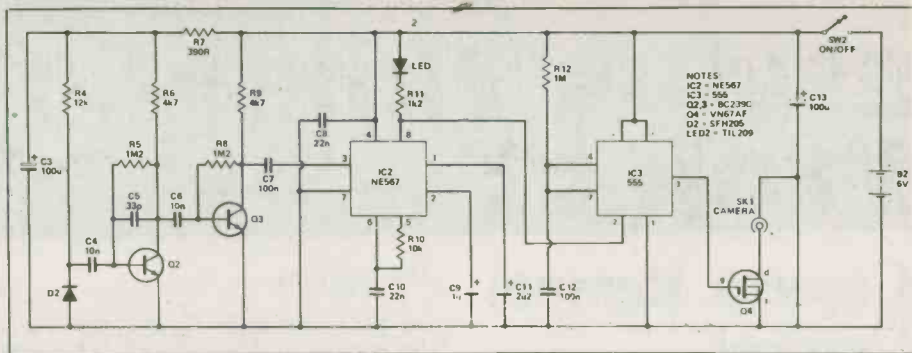 2
R7
390R
SW2
ON/OFF
R4
12k
R6
4k7
R9
4k7
LED
R11
1k2
R12
1M
NOTES
IC2 = NE567
IC3 = 555
Q2,3 = BC239C
Q4 = VN67AF
D2 = SFH205
LED2 = TIL209
C13
100u
C8
22n
R5
1M2
R8
1M2
C3
100u
C7
100n
4
8
3
IC2
NE567
1
7
2
6
5
4
IC3
555
3
7
2
1
B2
6V
C5
33p
C6
10n
Q3
SK1
CAMERA
C4
10n
R10
10k
Q2
D2
C10
22n
C9
1u
C11
2u2
C12
100n
g
d
Q4